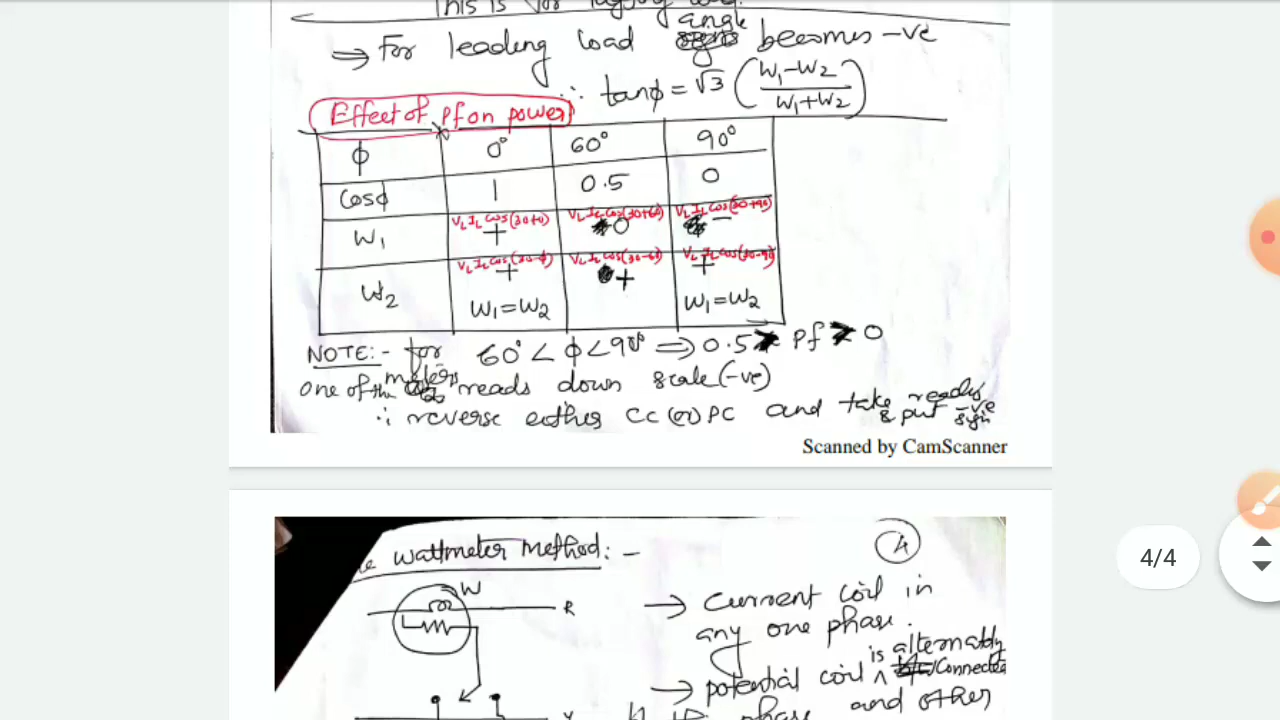 This is for lagging load.
⇒ For leading load angle becomes -ve
∴ tanϕ = √3 (W1-W2 / W1+W2)
Effect of pf on power
ϕ 0° 60° 90°
cosϕ 1 0.5 0
W1 VL IL cos(30+0) + VL IL cos(30+60) 0 VL IL cos(30+90) -
W2 VL IL cos(30-ϕ) + VL IL cos(30-60) + VL IL cos(30-90) +
W1=W2 W1=W2
NOTE:- for 60° < ϕ < 90° ⇒ 0.5 > pf > 0
one of the meters reads down scale (-ve)
∴ reverse either CC (or) PC and take reading & put -ve sign
Scanned by CamScanner
4/4
wattmeter method: -
4
W
R
→ current coil in
any one phase.
→ potential coil is alternately connected
phase and other
Y